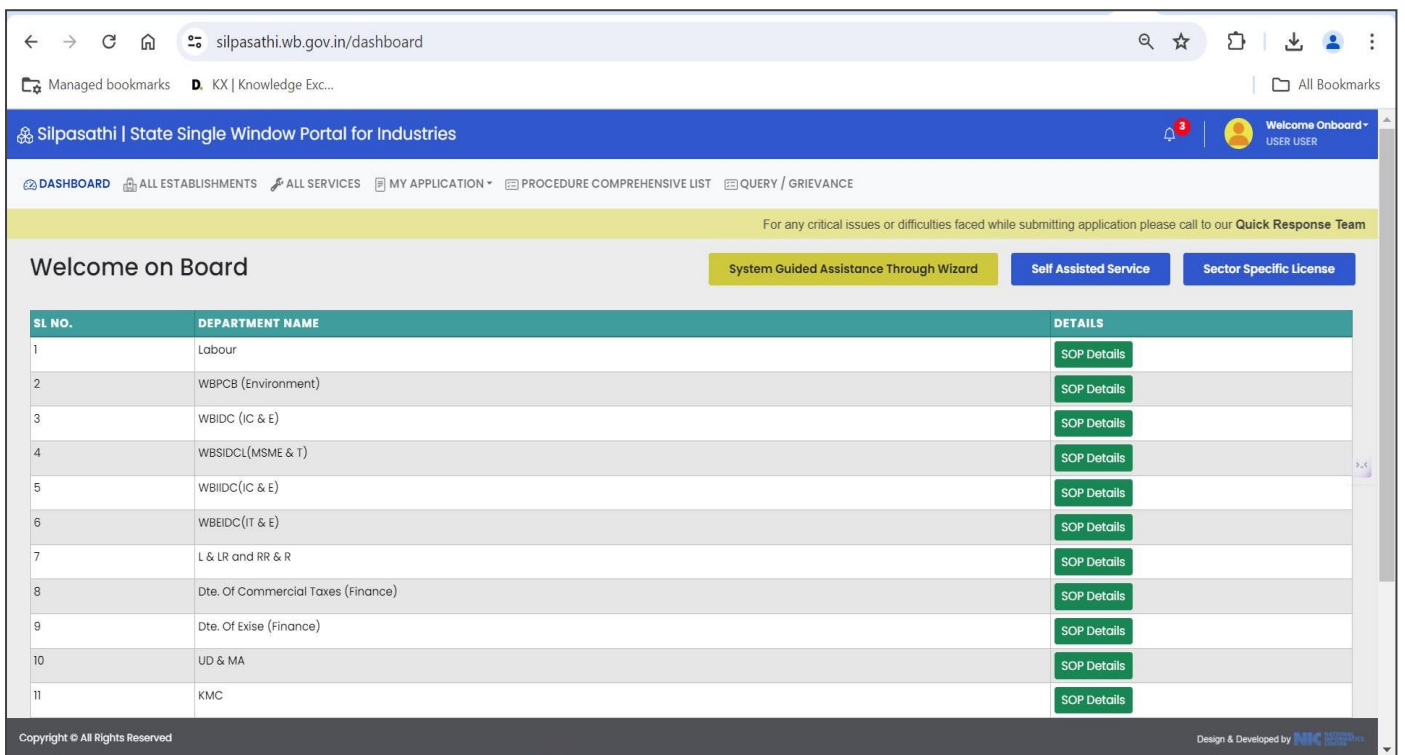 silpasathi.wb.gov.in/dashboard
Managed bookmarks D. KX | Knowledge Exc... All Bookmarks
Silpasathi | State Single Window Portal for Industries 3 Welcome Onboard
USER USER
DASHBOARD ALL ESTABLISHMENTS ALL SERVICES MY APPLICATION PROCEDURE COMPREHENSIVE LIST QUERY / GRIEVANCE
For any critical issues or difficulties faced while submitting application please call to our Quick Response Team
Welcome on Board System Guided Assistance Through Wizard Self Assisted Service Sector Specific License
SL NO. DEPARTMENT NAME DETAILS
1 Labour SOP Details
2 WBPCB (Environment) SOP Details
3 WBIDC (IC & E) SOP Details
4 WBSIDCL(MSME & T) SOP Details
5 WBIIDC(IC & E) SOP Details
6 WBEIDC(IT & E) SOP Details
7 L & LR and RR & R SOP Details
8 Dte. Of Commercial Taxes (Finance) SOP Details
9 Dte. Of Exise (Finance) SOP Details
10 UD & MA SOP Details
11 KMC SOP Details
Copyright © All Rights Reserved Design & Developed by NIC NATIONAL INFORMATICS CENTRE